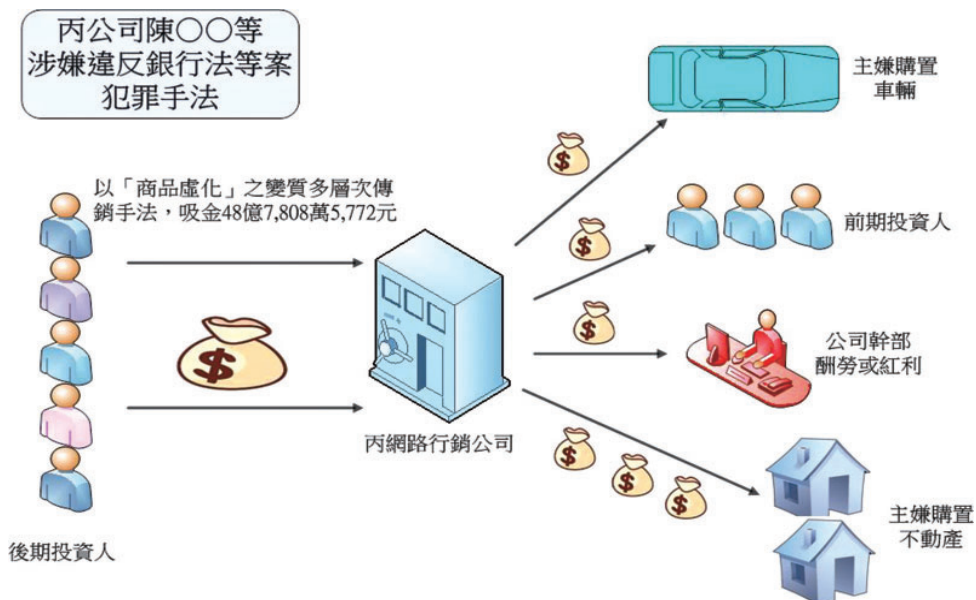 丙公司陳○○等
涉嫌違反銀行法等案
犯罪手法
主嫌購置
車輛
以「商品虛化」之變質多層次傳
銷手法，吸金48億7,808萬5,772元
前期投資人
$
$
$
$
公司幹部
酬勞或紅利
丙網路行銷公司
$
$
$
主嫌購置
不動產
後期投資人